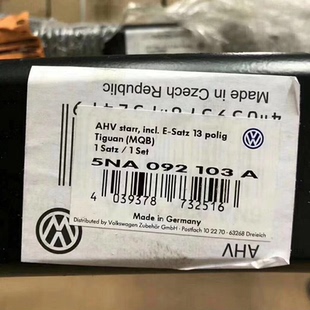 Made in Czech Republic
AHV starr, incl. E-Satz 13 polig
Tiguan (MQB)
1 Satz / 1 Set
5NA 092 103 A
4 039378 732516
Made in Germany
Distributed by Volkswagen Zubehör GmbH - Postfach 10 22 70 - 63268 Dreieich
AHV